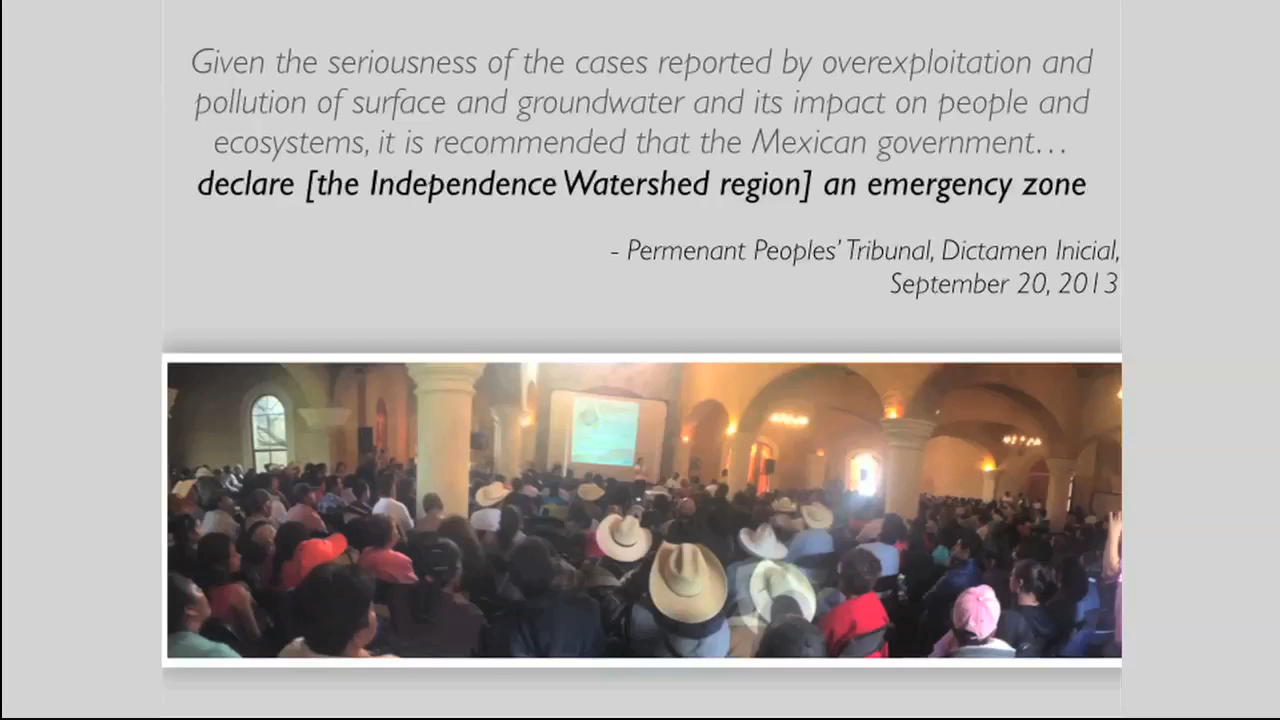 Given the seriousness of the cases reported by overexploitation and
pollution of surface and groundwater and its impact on people and
ecosystems, it is recommended that the Mexican government…
declare [the Independence Watershed region] an emergency zone
- Permenant Peoples' Tribunal, Dictamen Inicial,
September 20, 2013